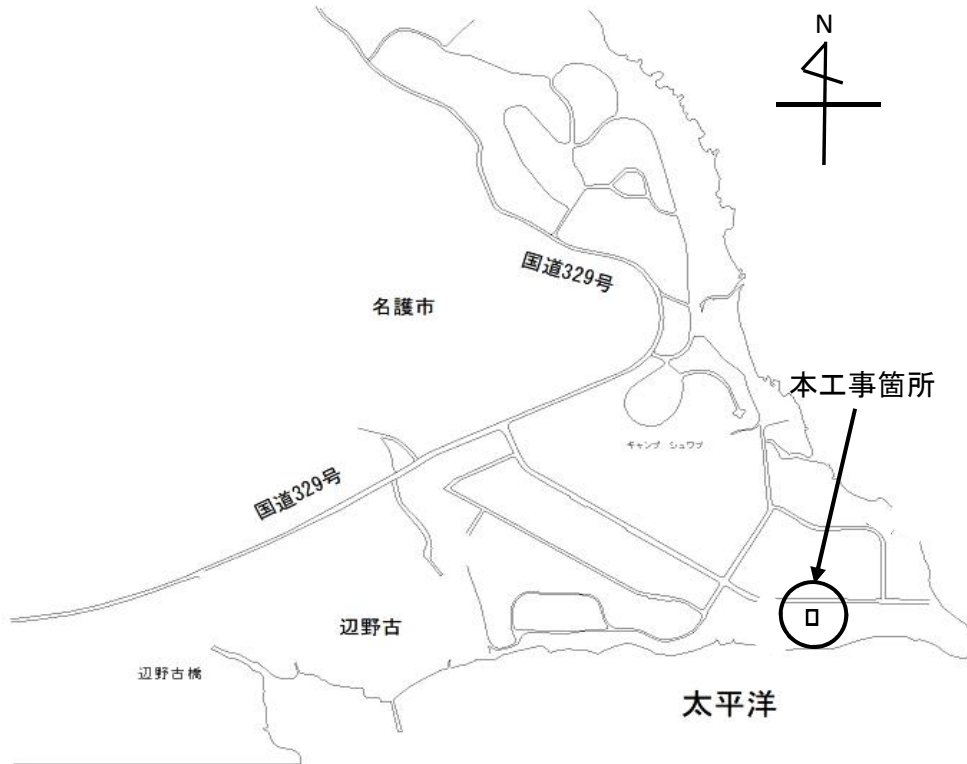 N
国道329号
名護市
本工事箇所
キャンプ シュワブ
国道329号
辺野古
辺野古橋
太平洋